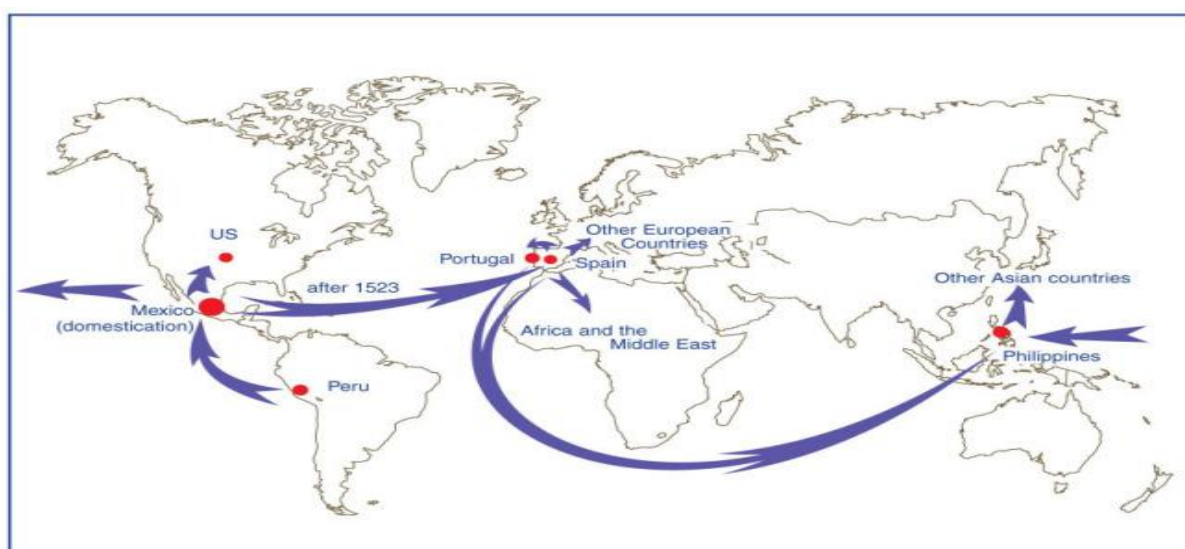 US
Portugal
Other European
Countries
Spain
after 1523
Mexico
(domestication)
Peru
Africa and the
Middle East
Other Asian countries
Philippines